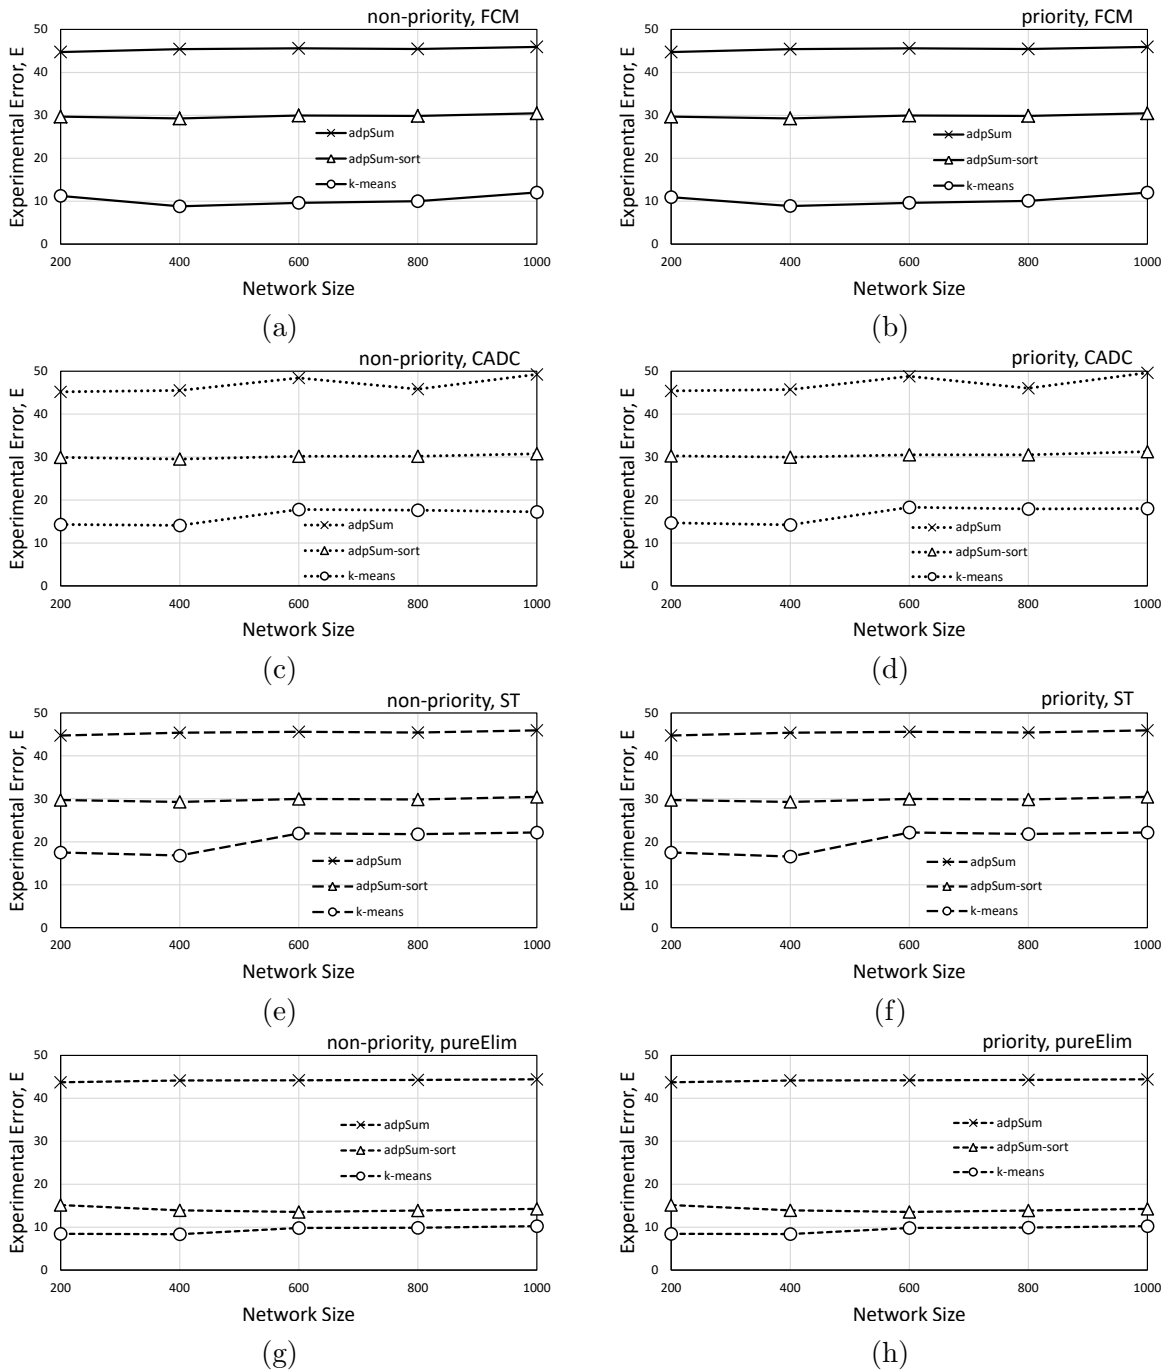 non-priority, FCM
Experimental Error, E
50
40
30
20
10
0
adpSum
adpSum-sort
k-means
200 400 600 800 1000
Network Size
(a)
priority, FCM
Experimental Error, E
50
40
30
20
10
0
adpSum
adpSum-sort
k-means
200 400 600 800 1000
Network Size
(b)
non-priority, CADC
Experimental Error, E
50
40
30
20
10
0
adpSum
adpSum-sort
k-means
200 400 600 800 1000
Network Size
(c)
priority, CADC
Experimental Error, E
50
40
30
20
10
0
adpSum
adpSum-sort
k-means
200 400 600 800 1000
Network Size
(d)
non-priority, ST
Experimental Error, E
50
40
30
20
10
0
adpSum
adpSum-sort
k-means
200 400 600 800 1000
Network Size
(e)
priority, ST
Experimental Error, E
50
40
30
20
10
0
adpSum
adpSum-sort
k-means
200 400 600 800 1000
Network Size
(f)
non-priority, pureElim
Experimental Error, E
50
40
30
20
10
0
adpSum
adpSum-sort
k-means
200 400 600 800 1000
Network Size
(g)
priority, pureElim
Experimental Error, E
50
40
30
20
10
0
adpSum
adpSum-sort
k-means
200 400 600 800 1000
Network Size
(h)